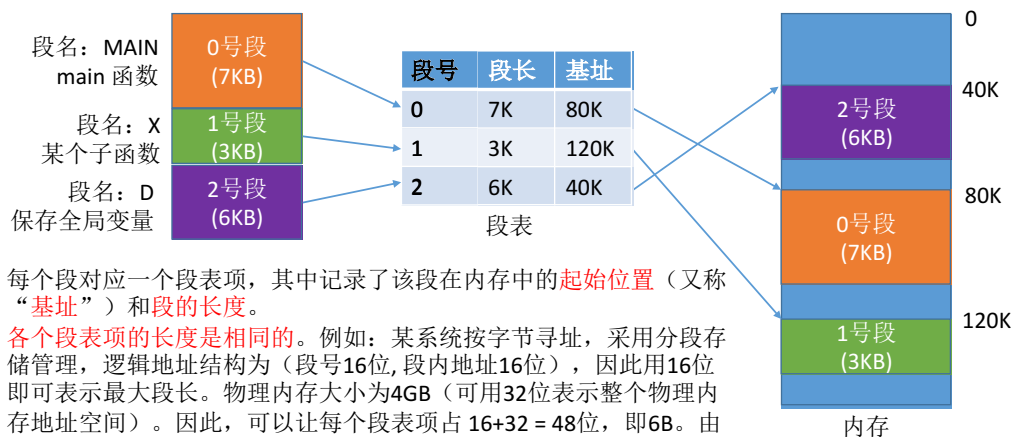 段名：MAIN
main 函数
0号段
(7KB)
段名：X
某个子函数
1号段
(3KB)
段名：D
保存全局变量
2号段
(6KB)
段号 段长 基址
0 7K 80K
1 3K 120K
2 6K 40K
段表
0
40K
2号段
(6KB)
80K
0号段
(7KB)
120K
1号段
(3KB)
内存
每个段对应一个段表项，其中记录了该段在内存中的起始位置（又称
“基址”）和段的长度。
各个段表项的长度是相同的。例如：某系统按字节寻址，采用分段存
储管理，逻辑地址结构为（段号16位, 段内地址16位），因此用16位
即可表示最大段长。物理内存大小为4GB（可用32位表示整个物理内
存地址空间）。因此，可以让每个段表项占 16+32 = 48位，即6B。由